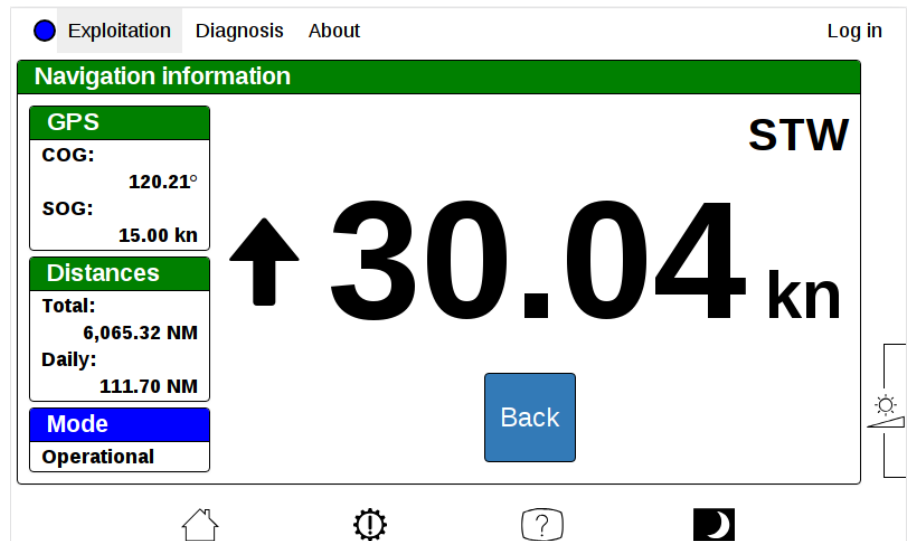 Exploitation Diagnosis About Log in
Navigation information
GPS
COG:
120.21°
SOG:
15.00 kn
Distances
Total:
6,065.32 NM
Daily:
111.70 NM
Mode
Operational
STW
30.04 kn
Back
?